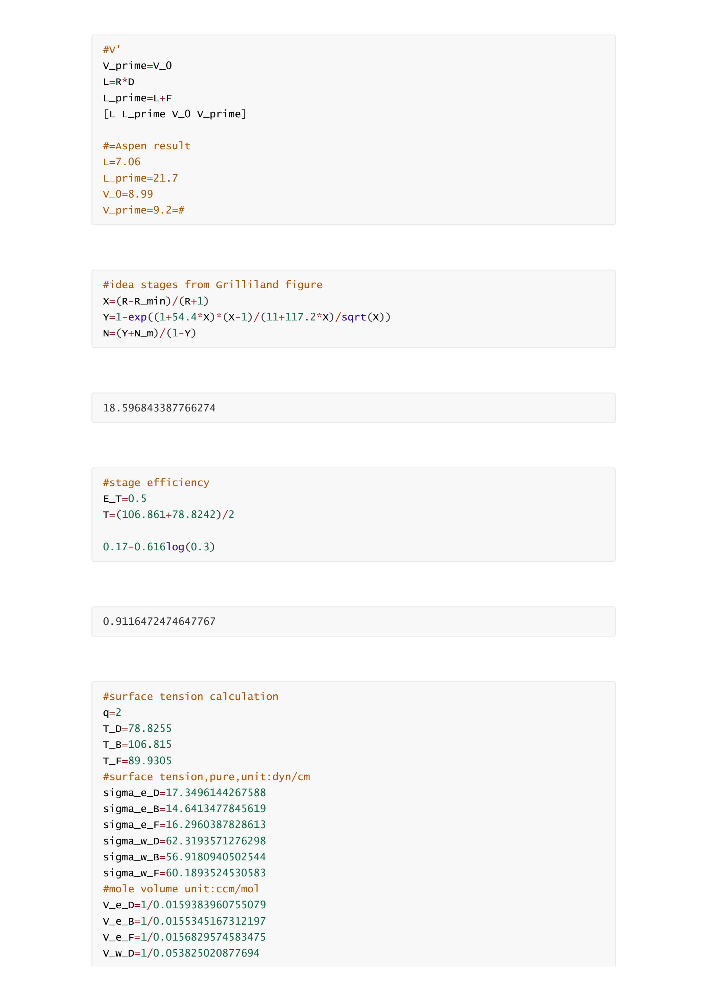 #V'
V_prime=V_0
L=R*D
L_prime=L+F
[L L_prime V_0 V_prime]
#=Aspen result
L=7.06
L_prime=21.7
V_0=8.99
V_prime=9.2=#
#idea stages from Grilliland figure
X=(R-R_min)/(R+1)
Y=1-exp((1+54.4*X)*(X-1)/(11+117.2*X)/sqrt(X))
N=(Y+N_m)/(1-Y)
18.596843387766274
#stage efficiency
E_T=0.5
T=(106.861+78.8242)/2
0.17-0.616log(0.3)
0.9116472474647767
#surface tension calculation
q=2
T_D=78.8255
T_B=106.815
T_F=89.9305
#surface tension,pure,unit:dyn/cm
sigma_e_D=17.3496144267588
sigma_e_B=14.6413477845619
sigma_e_F=16.2960387828613
sigma_w_D=62.3193571276298
sigma_w_B=56.9180940502544
sigma_w_F=60.1893524530583
#mole volume unit:ccm/mol
V_e_D=1/0.0159383960755079
V_e_B=1/0.0155345167312197
V_e_F=1/0.0156829574583475
V_w_D=1/0.053825020877694